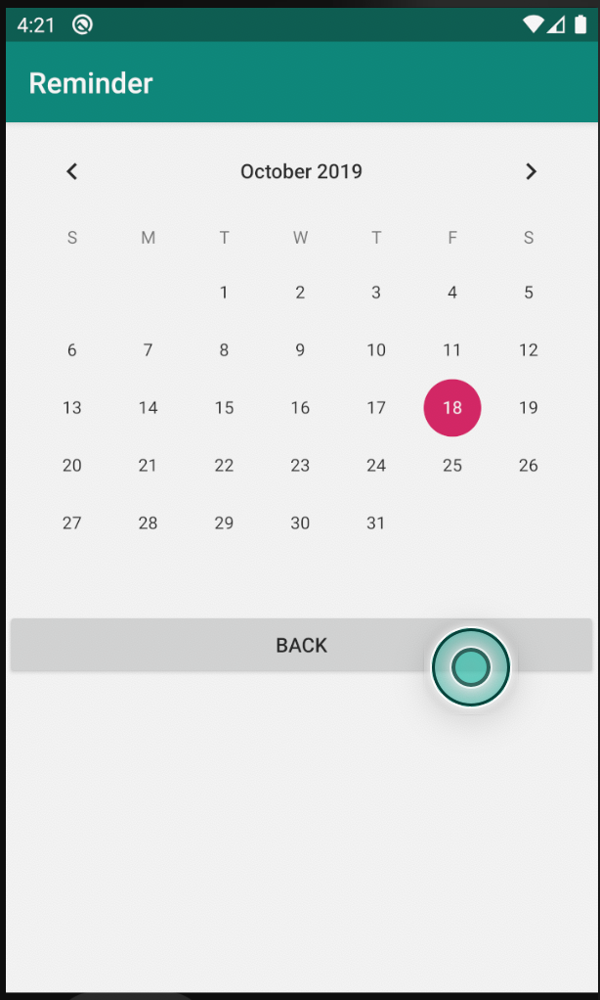 4:21
Reminder
October 2019
S M T W T F S
1 2 3 4 5
6 7 8 9 10 11 12
13 14 15 16 17 18 19
20 21 22 23 24 25 26
27 28 29 30 31
BACK